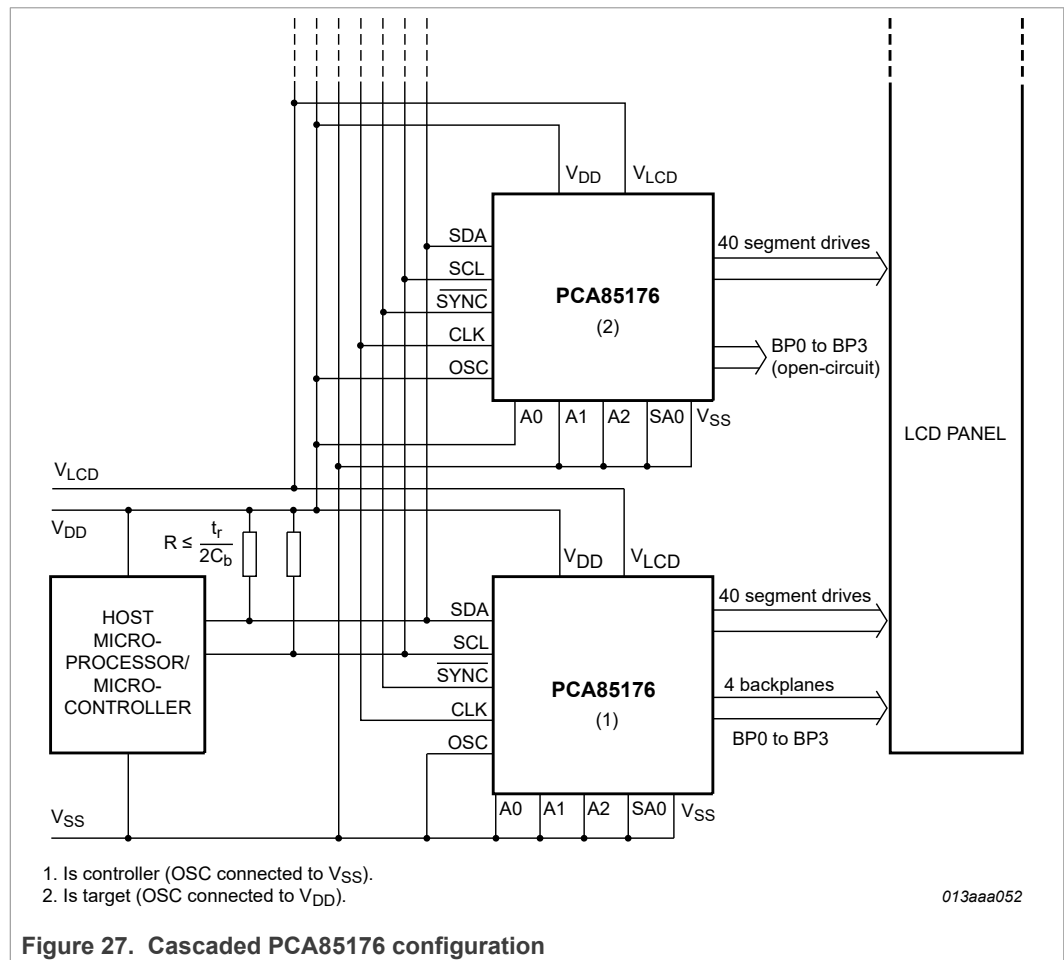 VDD
VLCD
SDA
SCL
SYNC
CLK
OSC
PCA85176
(2)
40 segment drives
BP0 to BP3
(open-circuit)
A0
A1
A2
SA0
VSS
LCD PANEL
VLCD
VDD
R ≤ tr
2Cb
HOST
MICRO-
PROCESSOR/
MICRO-
CONTROLLER
VDD
VLCD
SDA
SCL
SYNC
CLK
OSC
PCA85176
(1)
40 segment drives
4 backplanes
BP0 to BP3
A0
A1
A2
SA0
VSS
VSS
1. Is controller (OSC connected to VSS).
2. Is target (OSC connected to VDD).
013aaa052
Figure 27. Cascaded PCA85176 configuration